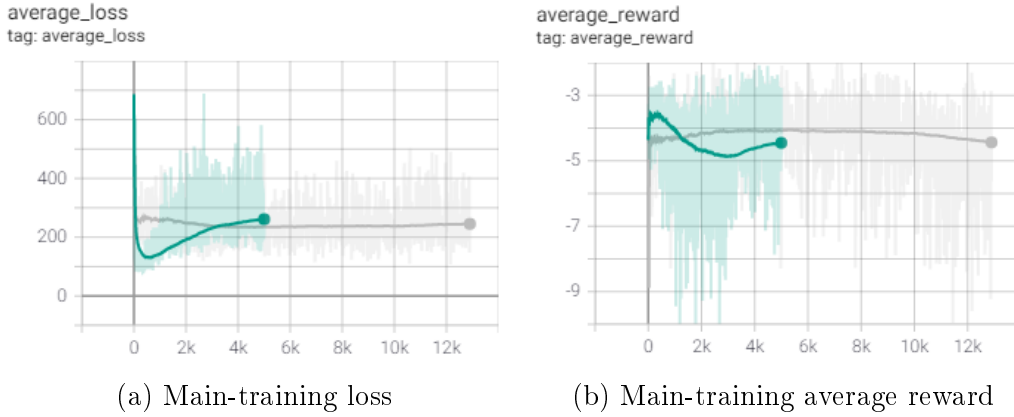 average_loss
tag: average_loss
600
400
200
0
0 2k 4k 6k 8k 10k 12k
(a) Main-training loss
average_reward
tag: average_reward
-3
-5
-7
-9
0 2k 4k 6k 8k 10k 12k
(b) Main-training average reward